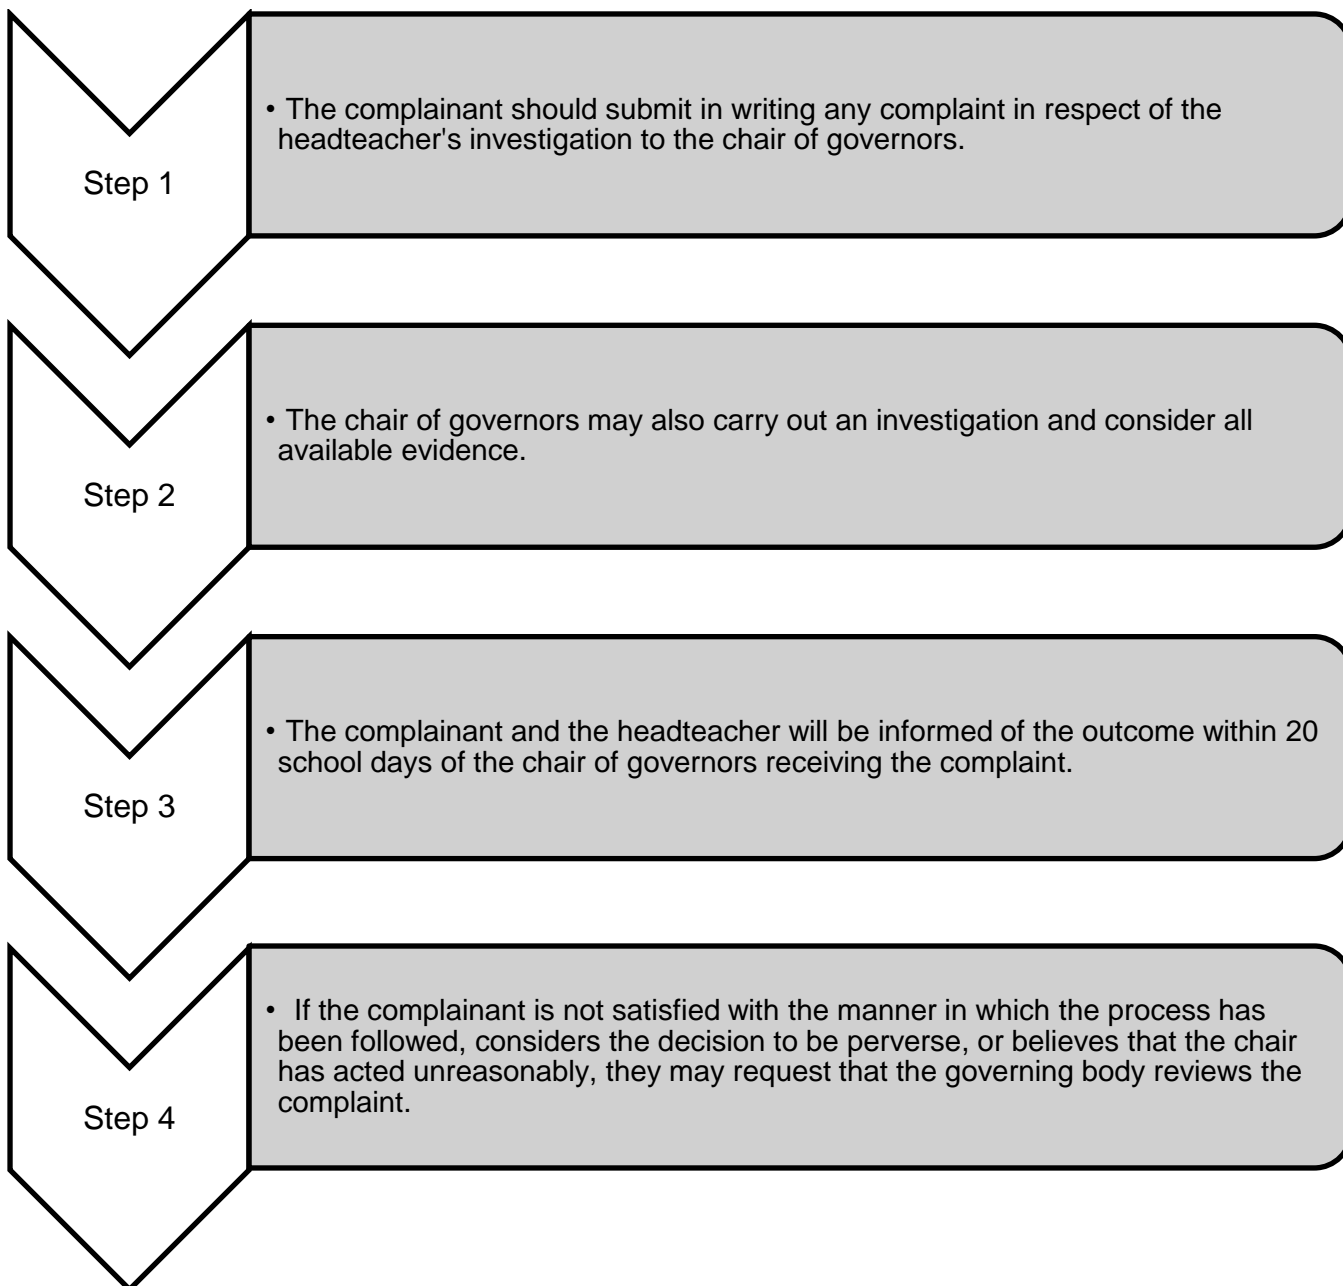 Step 1
• The complainant should submit in writing any complaint in respect of the
headteacher's investigation to the chair of governors.
Step 2
• The chair of governors may also carry out an investigation and consider all
available evidence.
Step 3
• The complainant and the headteacher will be informed of the outcome within 20
school days of the chair of governors receiving the complaint.
Step 4
• If the complainant is not satisfied with the manner in which the process has
been followed, considers the decision to be perverse, or believes that the chair
has acted unreasonably, they may request that the governing body reviews the
complaint.